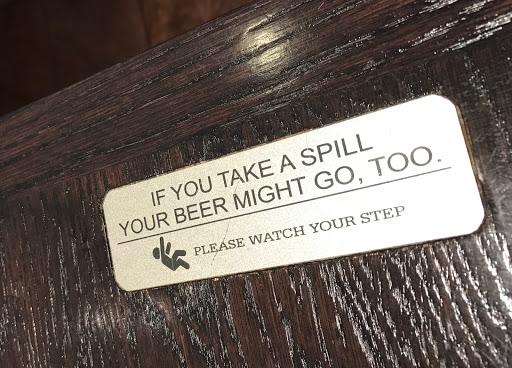 IF YOU TAKE A SPILL
YOUR BEER MIGHT GO, TOO.
PLEASE WATCH YOUR STEP